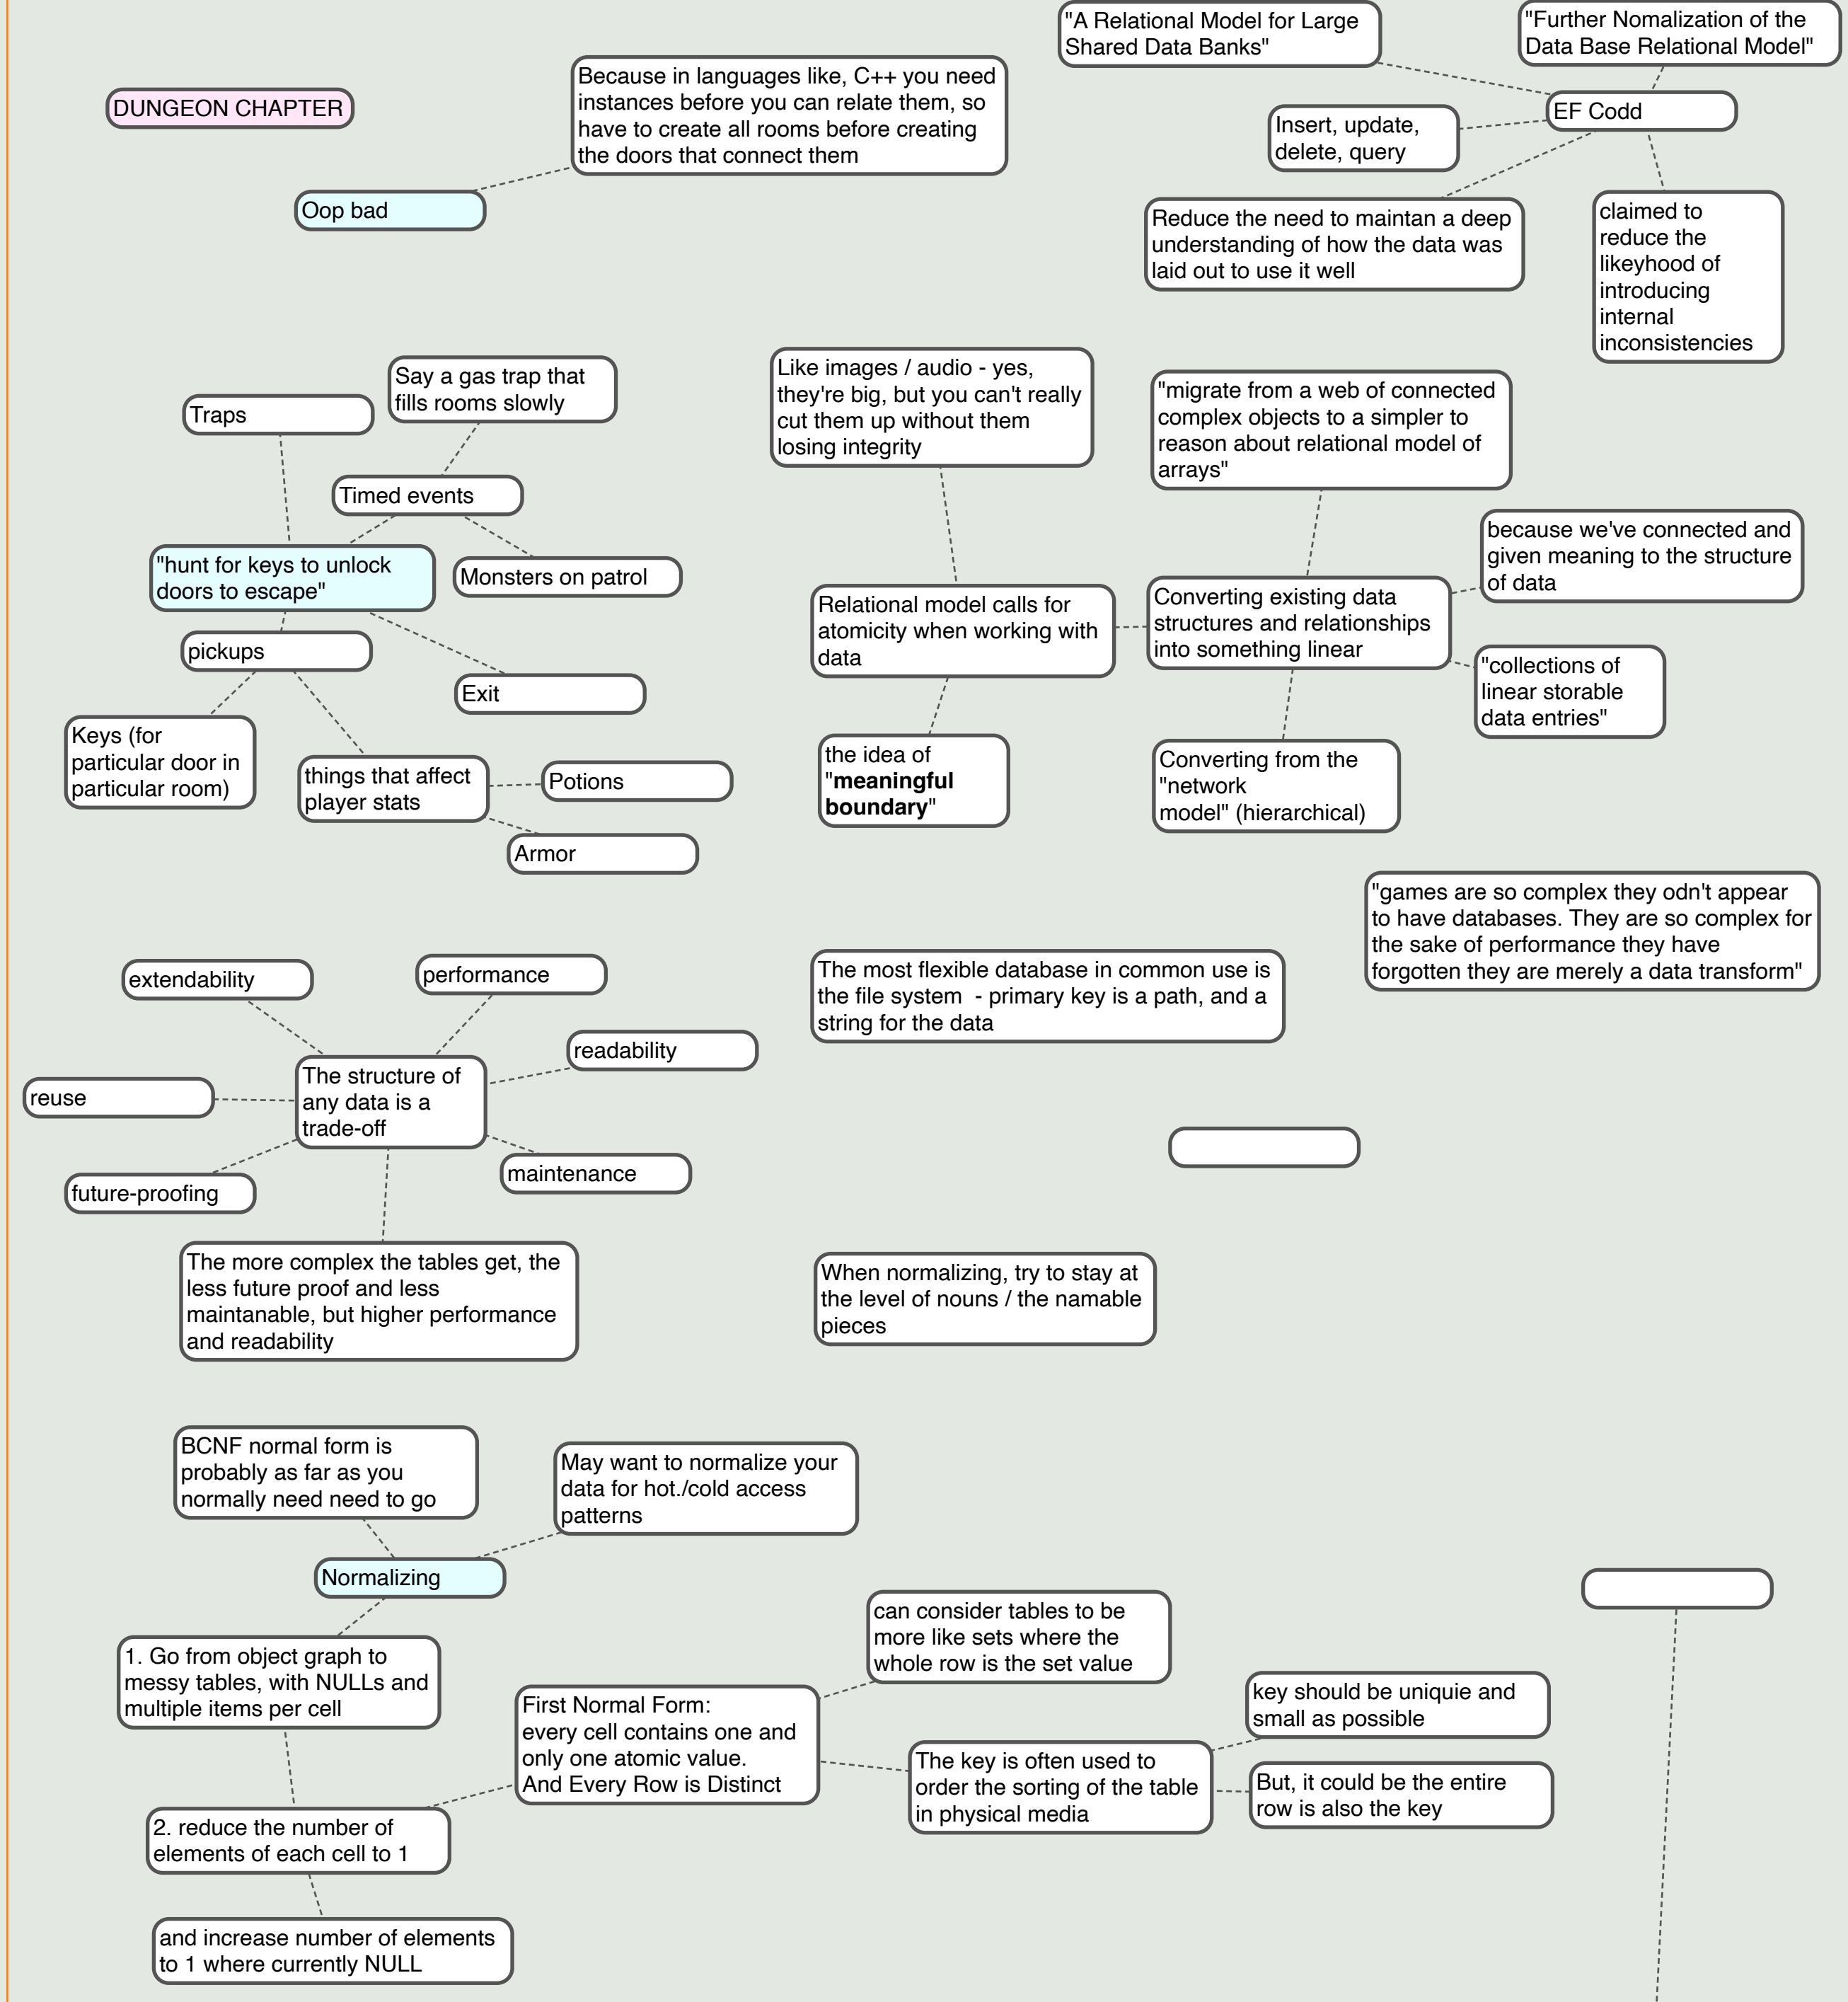 "A Relational Model for Large
Shared Data Banks"
"Further Nomalization of the
Data Base Relational Model"
DUNGEON CHAPTER
Because in languages like, C++ you need
instances before you can relate them, so
have to create all rooms before creating
the doors that connect them
EF Codd
Insert, update,
delete, query
Oop bad
Reduce the need to maintan a deep
understanding of how the data was
laid out to use it well
claimed to
reduce the
likeyhood of
introducing
internal
inconsistencies
Traps
Say a gas trap that
fills rooms slowly
Timed events
"hunt for keys to unlock
doors to escape"
Monsters on patrol
pickups
Exit
Keys (for
particular door in
particular room)
things that affect
player stats
Potions
Armor
Like images / audio - yes,
they're big, but you can't really
cut them up without them
losing integrity
"migrate from a web of connected
complex objects to a simpler to
reason about relational model of
arrays"
because we've connected and
given meaning to the structure
of data
Relational model calls for
atomicity when working with
data
Converting existing data
structures and relationships
into something linear
"collections of
linear storable
data entries"
the idea of
"meaningful
boundary"
Converting from the
"network
model" (hierarchical)
"games are so complex they odn't appear
to have databases. They are so complex for
the sake of performance they have
forgotten they are merely a data transform"
extendability
performance
The most flexible database in common use is
the file system  - primary key is a path, and a
string for the data
readability
reuse
The structure of
any data is a
trade-off
future-proofing
maintenance
The more complex the tables get, the
less future proof and less
maintanable, but higher performance
and readability
When normalizing, try to stay at
the level of nouns / the namable
pieces
BCNF normal form is
probably as far as you
normally need need to go
May want to normalize your
data for hot./cold access
patterns
Normalizing
1. Go from object graph to
messy tables, with NULLs and
multiple items per cell
can consider tables to be
more like sets where the
whole row is the set value
First Normal Form:
every cell contains one and
only one atomic value.
And Every Row is Distinct
key should be uniquie and
small as possible
The key is often used to
order the sorting of the table
in physical media
But, it could be the entire
row is also the key
2. reduce the number of
elements of each cell to 1
and increase number of elements
to 1 where currently NULL